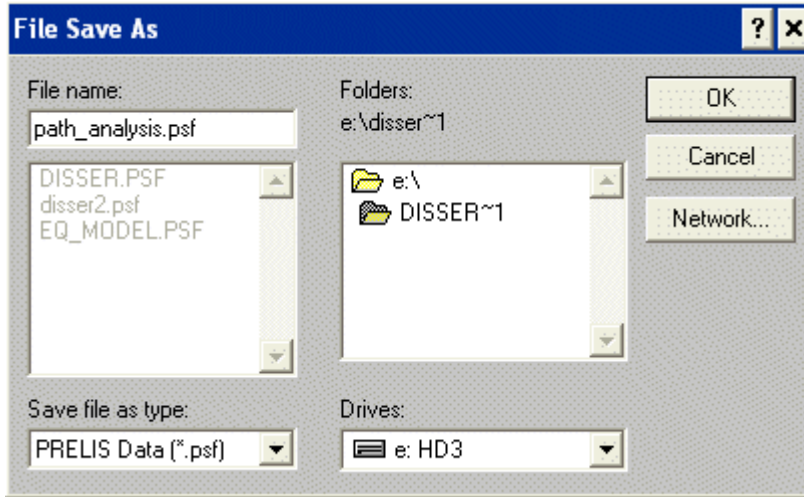 File Save As
File name:
path_analysis.psf
DISSER.PSF
disser2.psf
EQ_MODEL.PSF
Save file as type:
PRELIS Data (*.psf)
Folders:
e:\disser~1
e:\
DISSER~1
Drives:
e: HD3
OK
Cancel
Network...